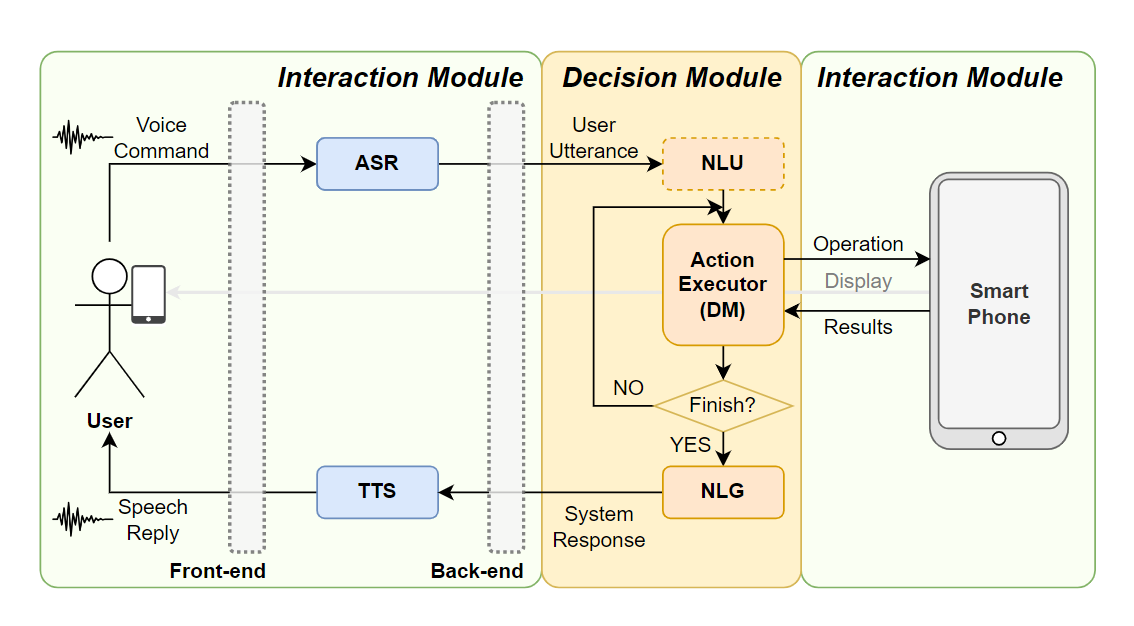 Interaction Module
Decision Module
Interaction Module
Voice
Command
ASR
User
Utterance
NLU
Action
Executor
(DM)
Operation
Display
Results
Smart
Phone
NO
Finish?
YES
User
Speech
Reply
TTS
System
Response
NLG
Front-end
Back-end